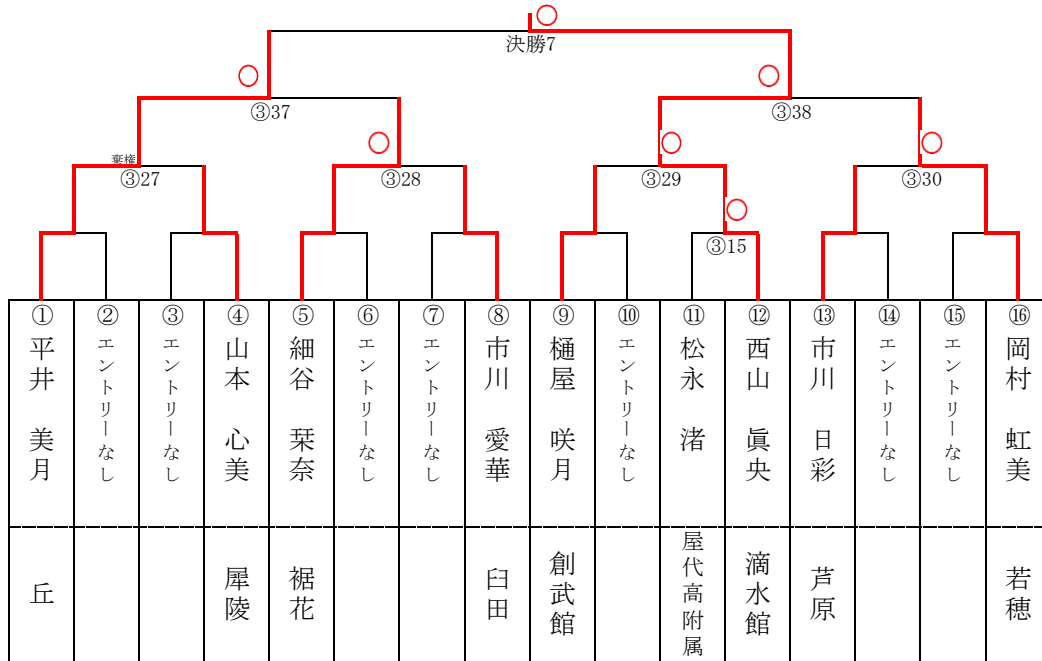 決勝7
③37
③38
棄権
③27
③28
③29
③30
③15
①
平井 美月
丘
②
エントリーなし
③
エントリーなし
④
山本 心美
犀陵
⑤
細谷 栞奈
裾花
⑥
エントリーなし
⑦
エントリーなし
⑧
市川 愛華
臼田
⑨
樋屋 咲月
創武館
⑩
エントリーなし
⑪
松永 渚
屋代高附属
⑫
西山 眞央
滴水館
⑬
市川 日彩
芦原
⑭
エントリーなし
⑮
エントリーなし
⑯
岡村 虹美
若穂